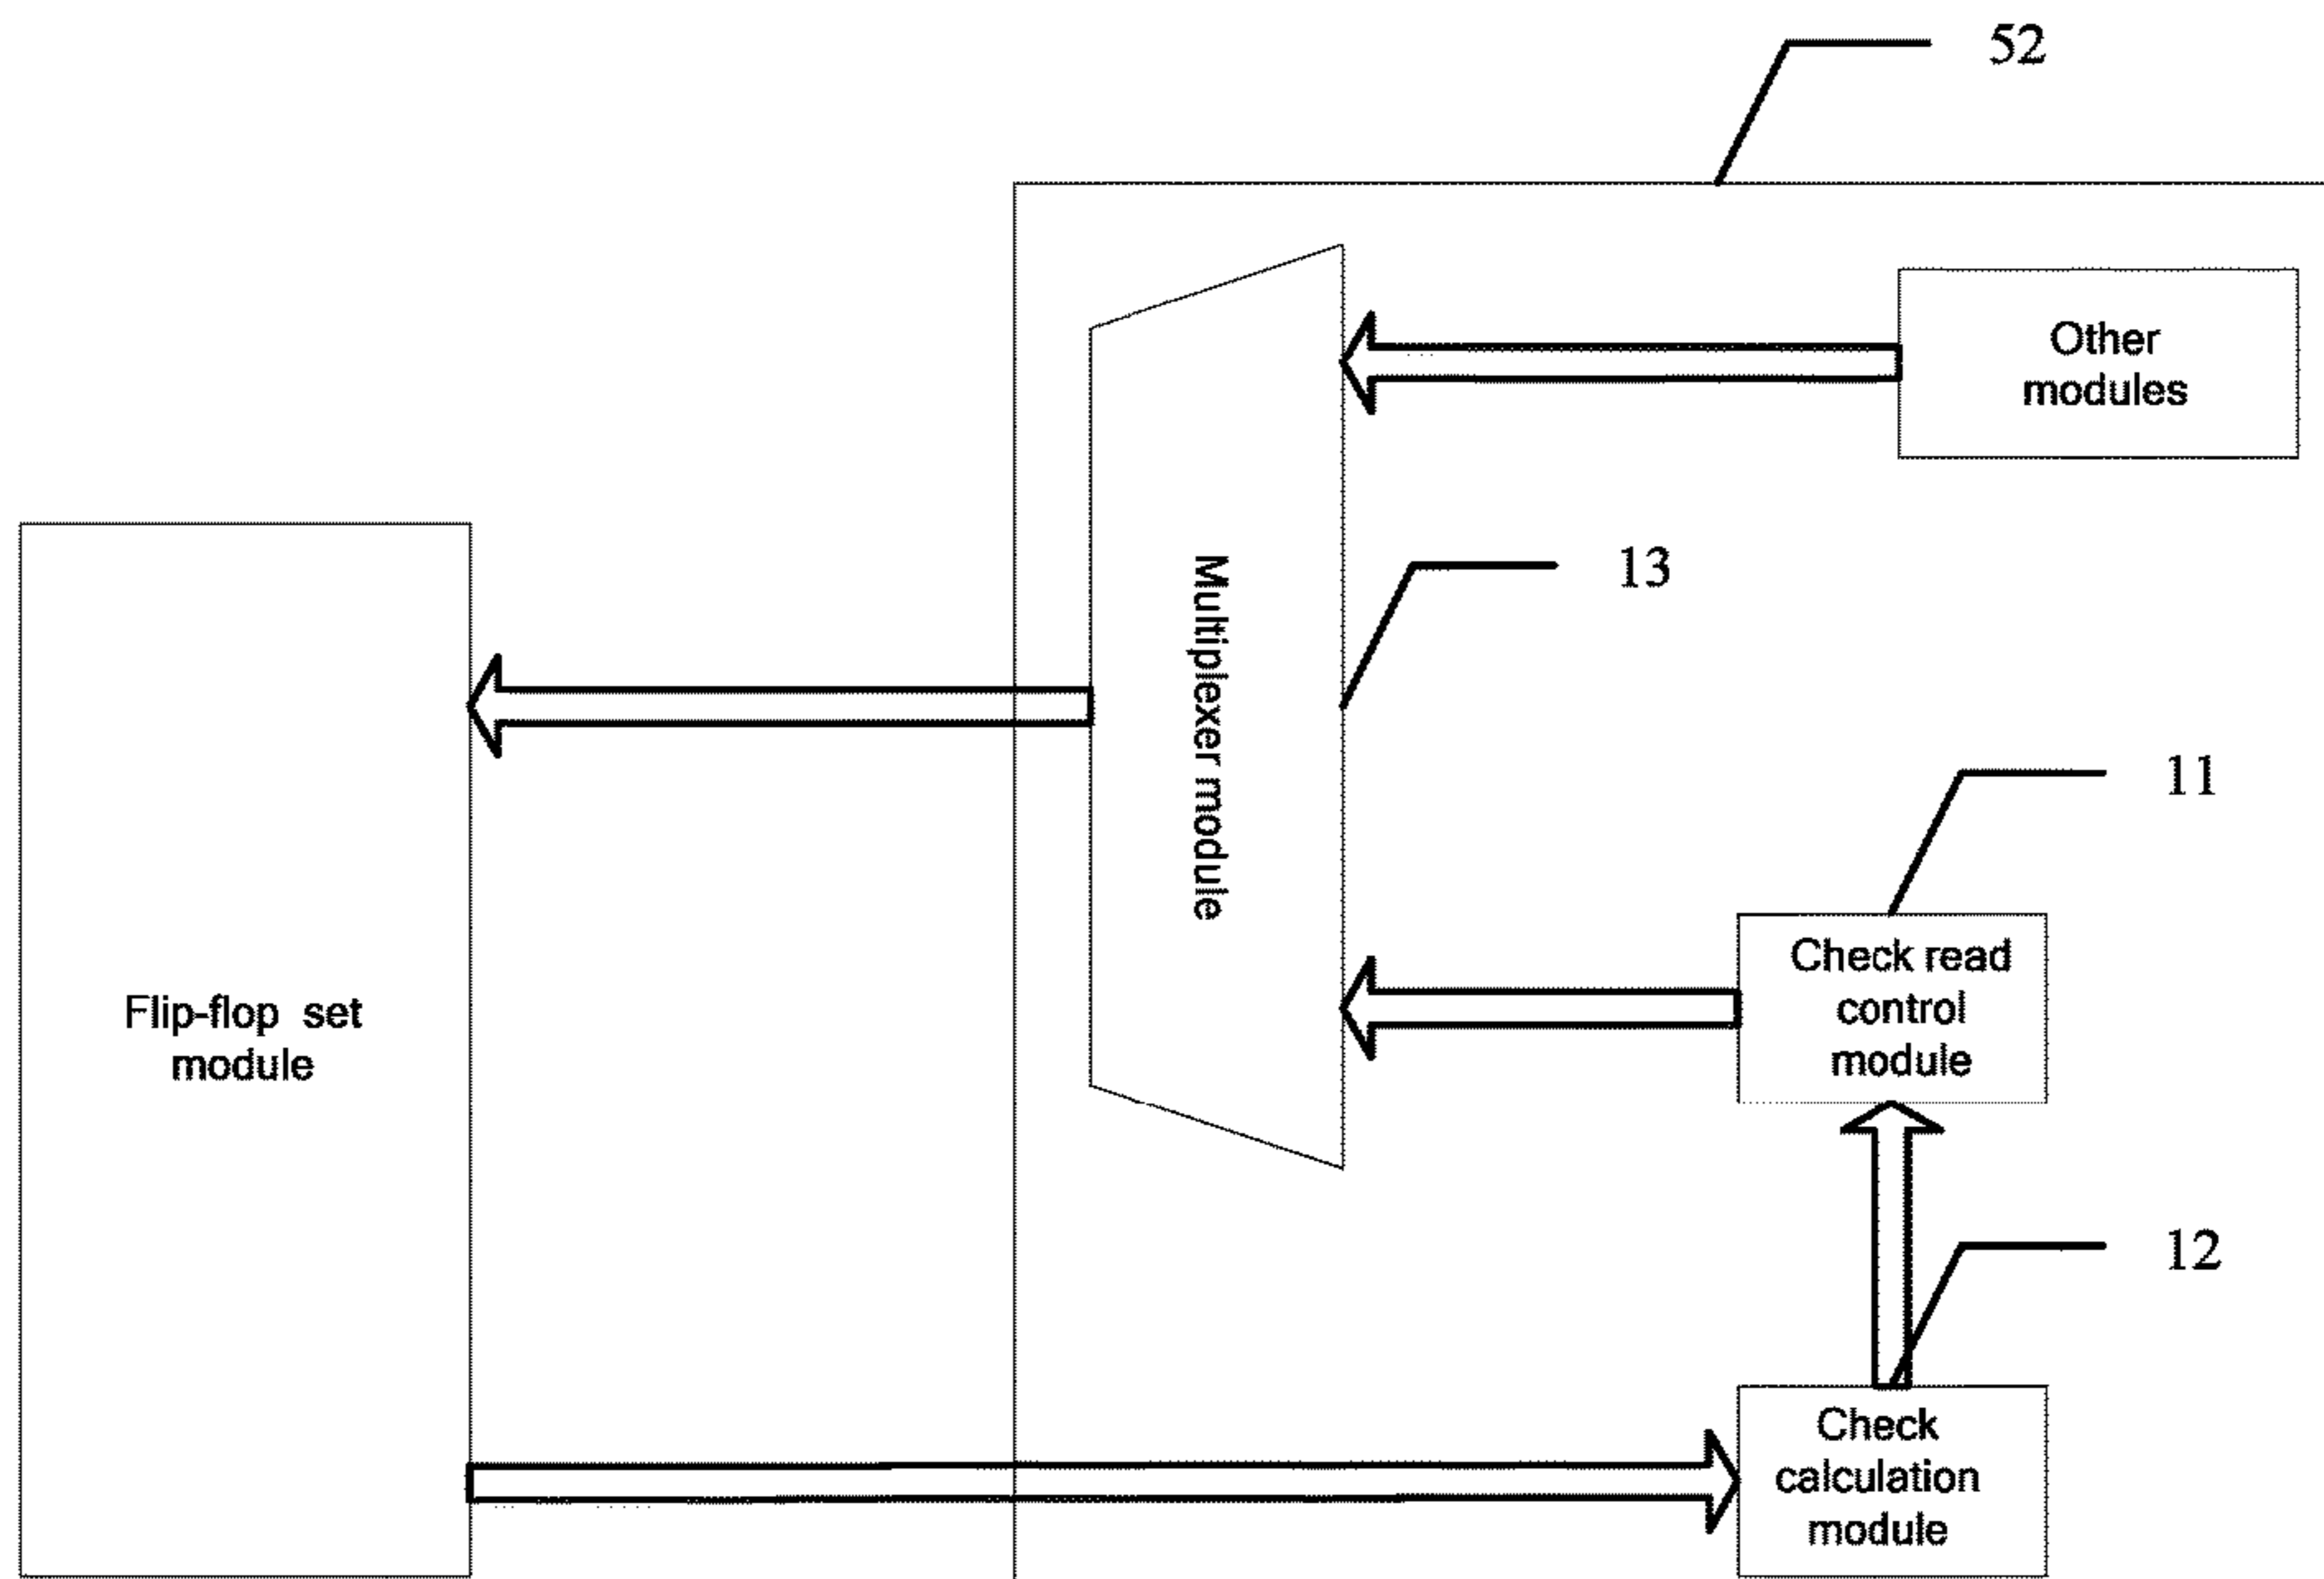 52
Other
modules
Multiplexer module
13
11
Check read
control
module
Flip-flop set
module
12
Check
calculation
module